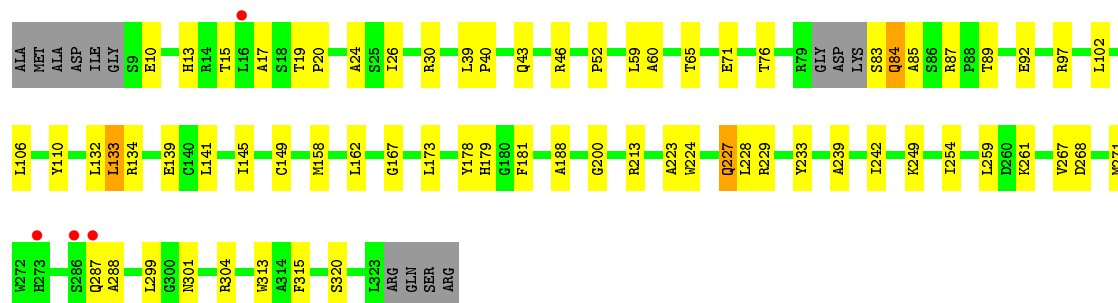 ALA MET ALA ASP ILE GLY S9 E10 H13 R14 T15 L16 A17 S18 T19 P20 A24 S25 I26 R30 L39 P40 Q43 R46 P52 L59 A60 T65 E71 T76 R79 GLY ASP LYS S83 Q84 A85 S86 R87 P88 T89 E92 R97 L102
L106 Y110 L132 L133 R134 E139 C140 L141 I145 C149 M158 L162 G167 L173 Y178 H179 G180 F181 A188 G200 R213 A223 W224 Q227 L228 R229 Y233 A239 I242 K249 I254 L259 D260 K261 V267 D268 M271
W272 H273 S286 Q287 A288 L299 G300 N301 R304 W313 A314 F315 S320 L323 ARG GLN SER ARG